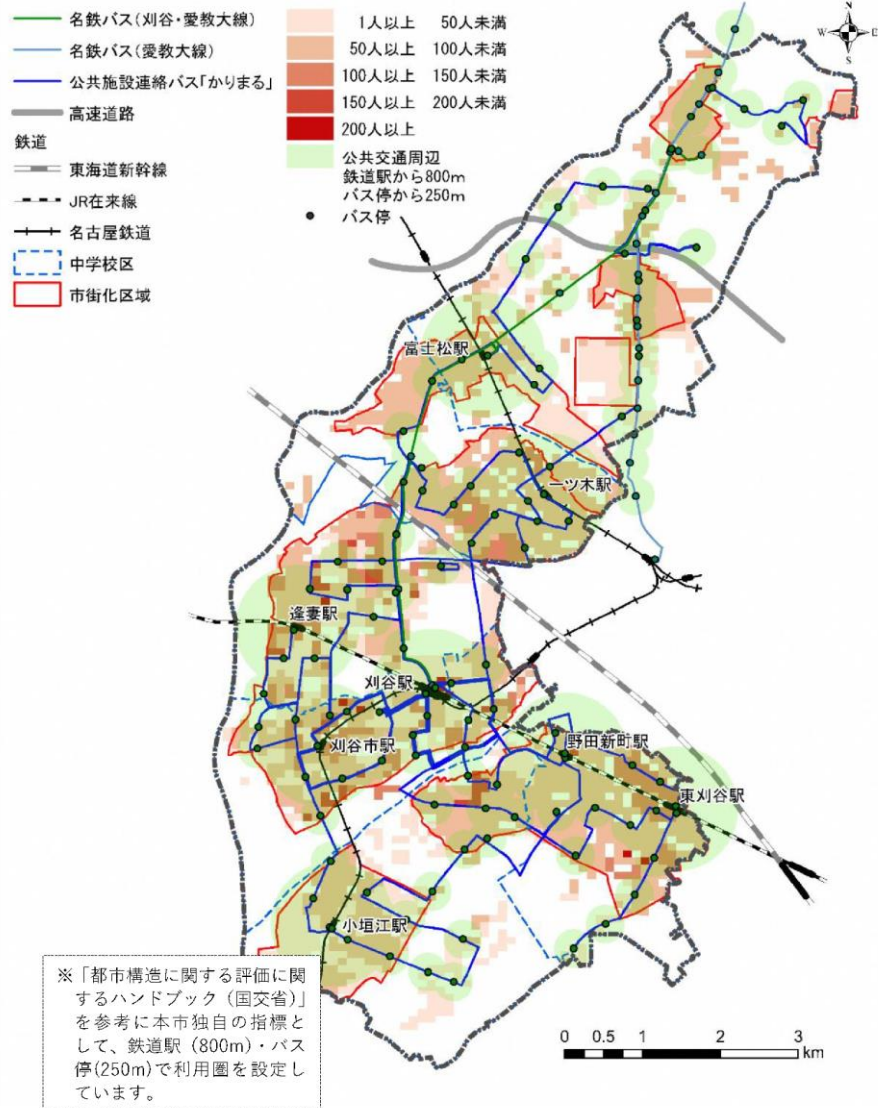 名鉄バス(刈谷・愛教大線)
名鉄バス(愛教大線)
公共施設連絡バス「かりまる」
高速道路
鉄道
東海道新幹線
JR在来線
名古屋鉄道
中学校区
市街化区域
1人以上 50人未満
50人以上 100人未満
100人以上 150人未満
150人以上 200人未満
200人以上
公共交通周辺
鉄道駅から800m
バス停から250m
バス停
N
W E
S
富士松駅
一ツ木駅
逢妻駅
刈谷駅
刈谷市駅
野田新町駅
東刈谷駅
小垣江駅
※「都市構造に関する評価に関
するハンドブック(国交省)」
を参考に本市独自の指標と
して、鉄道駅(800m)・バス
停(250m)で利用圏を設定し
ています。
0 0.5 1 2 3
km